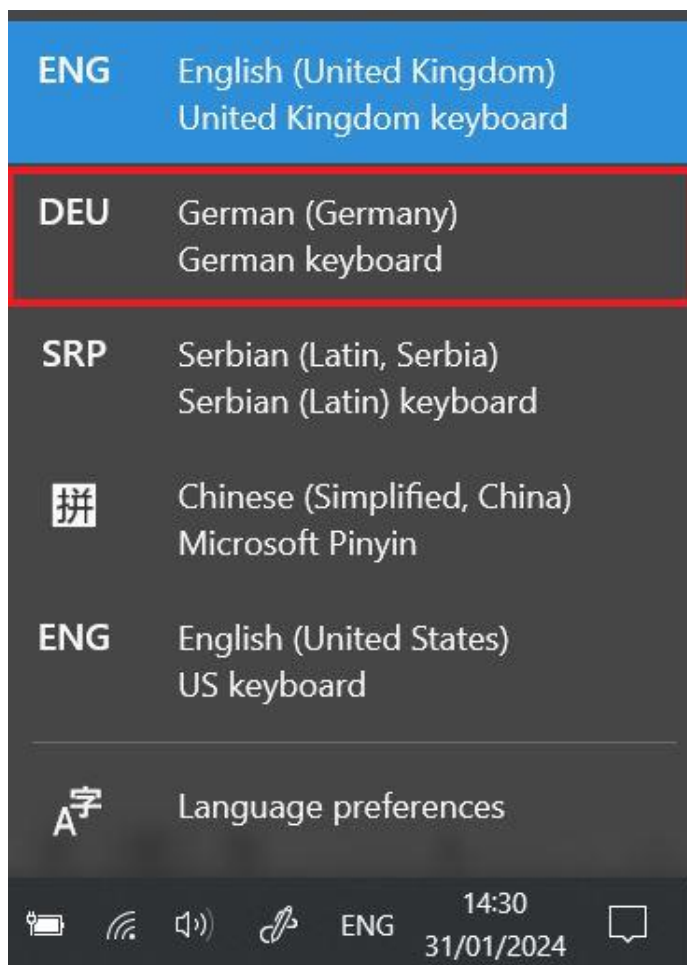 ENG English (United Kingdom)
United Kingdom keyboard
DEU German (Germany)
German keyboard
SRP Serbian (Latin, Serbia)
Serbian (Latin) keyboard
拼 Chinese (Simplified, China)
Microsoft Pinyin
ENG English (United States)
US keyboard
A字 Language preferences
ENG 14:30
31/01/2024